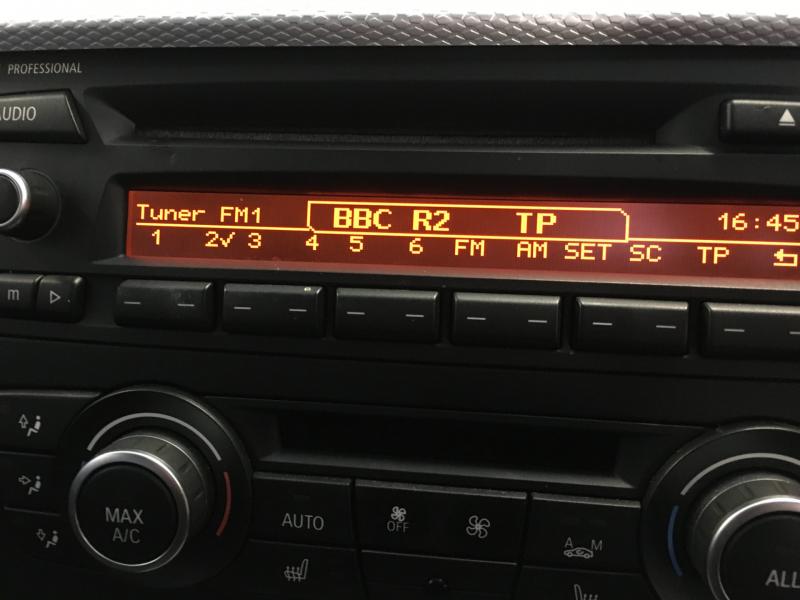 PROFESSIONAL
AUDIO
Tuner FM1 BBC R2 TP 16:45
1 2✓ 3 4 5 6 FM AM SET SC TP
m
MAX
A/C
AUTO
OFF
A M
ALL